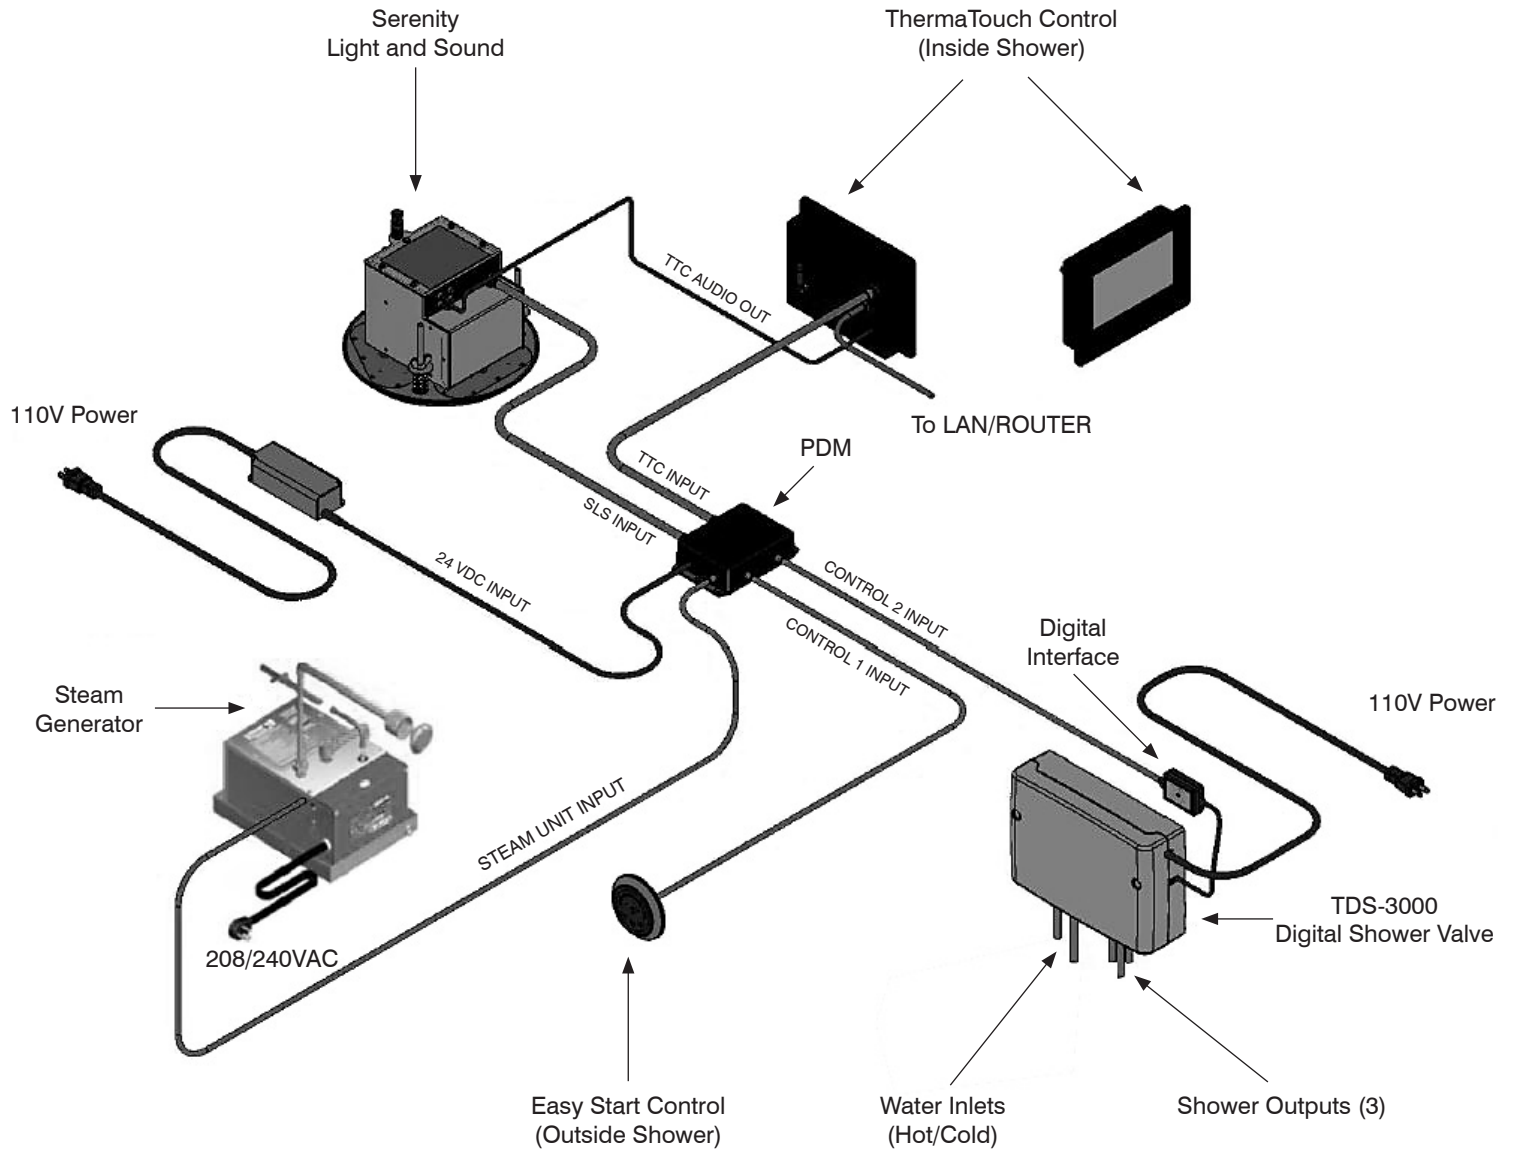 Serenity
Light and Sound
ThermaTouch Control
(Inside Shower)
TTC AUDIO OUT
110V Power
To LAN/ROUTER
PDM
TTC INPUT
SLS INPUT
24 VDC INPUT
CONTROL 2 INPUT
CONTROL 1 INPUT
Digital
Interface
Steam
Generator
110V Power
STEAM UNIT INPUT
208/240VAC
TDS-3000
Digital Shower Valve
Easy Start Control
(Outside Shower)
Water Inlets
(Hot/Cold)
Shower Outputs (3)